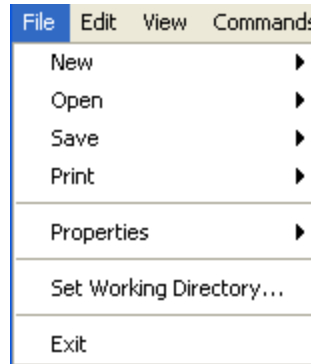 File Edit View Commands
New
Open
Save
Print
Properties
Set Working Directory...
Exit